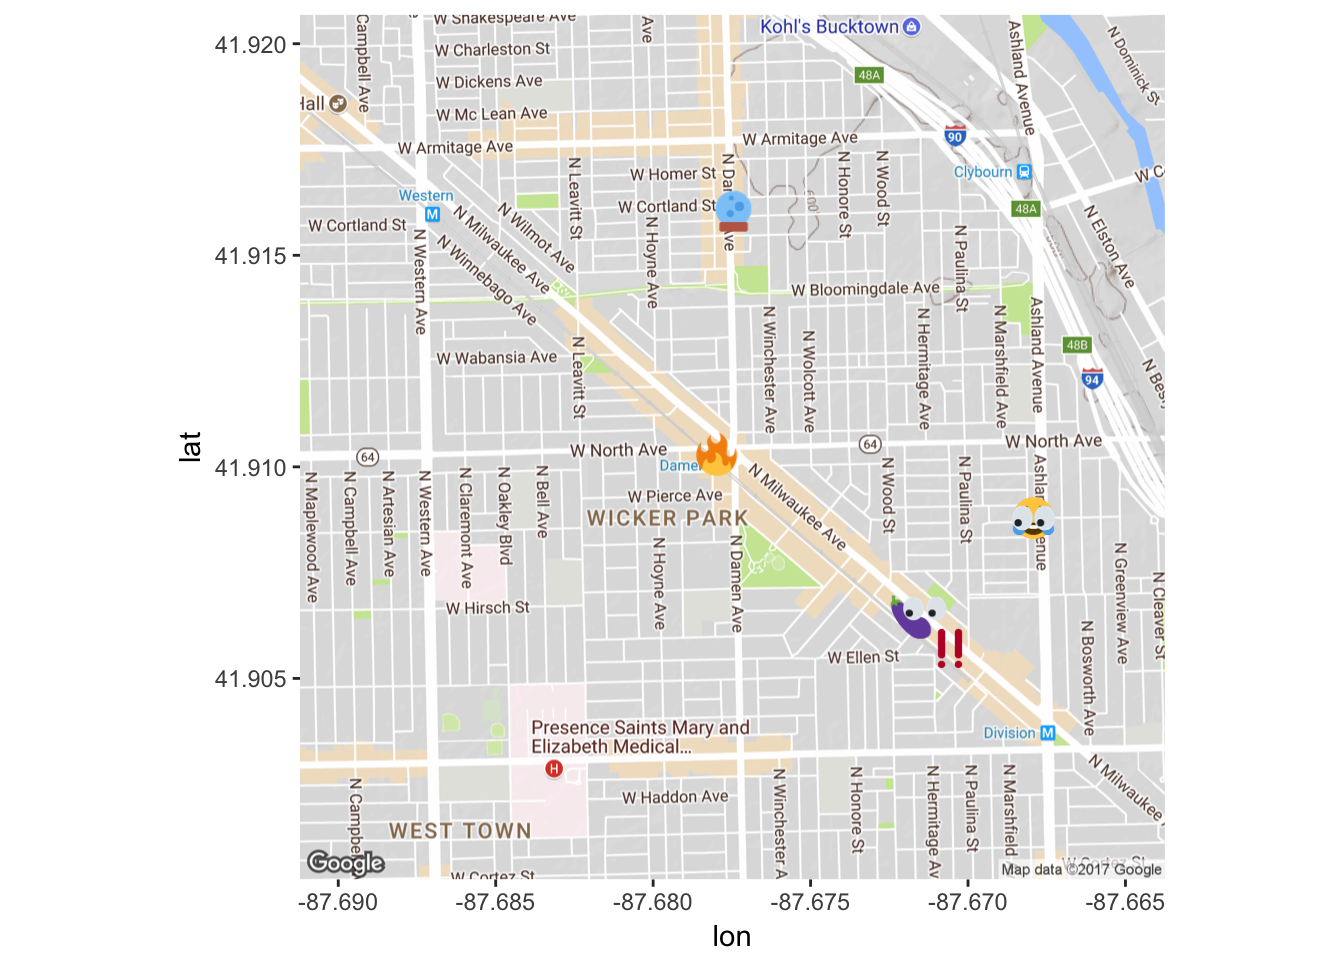 lat
lon
41.920
41.915
41.910
41.905
-87.690
-87.685
-87.680
-87.675
-87.670
-87.665
W Shakespeare Ave
W Charleston St
W Dickens Ave
W Mc Lean Ave
W Armitage Ave
W Armitage Ave
Campbell Ave
Ave
Kohl's Bucktown
48A
90
Ashland Avenue
N Dominick St
Clybourn
48A
Western
M
W Cortland St
N Milwaukee Ave
N Wilmot Ave
N Winnebago Ave
N Western Ave
N Leavitt St
W Homer St
W Cortland St
N Hoyne Ave
Ave
N Honore St
N Wood St
N Paulina St
N Elston Ave
W Bloomingdale Ave
W Wabansia Ave
N Leavitt St
N Winchester Ave
N Wolcott Ave
N Hermitage Ave
N Marshfield Ave
Ashland Avenue
48B
94
64
W North Ave
64
W North Ave
W Pierce Ave
WICKER PARK
N Milwaukee Ave
N Maplewood Ave
N Campbell Ave
N Artesian Ave
N Western Ave
N Claremont Ave
N Oakley Blvd
N Bell Ave
N Hoyne Ave
N Damen Ave
N Wood St
N Paulina St
N Greenview Ave
N Cleaver St
N Bosworth Ave
W Hirsch St
W Ellen St
Division
M
Presence Saints Mary and
Elizabeth Medical...
H
W Haddon Ave
WEST TOWN
W Cortez St
N Winchester A
N Honore St
N Hermitage Av
N Paulina St
N Marshfield
N Milwaukee
Google
Map data ©2017 Google